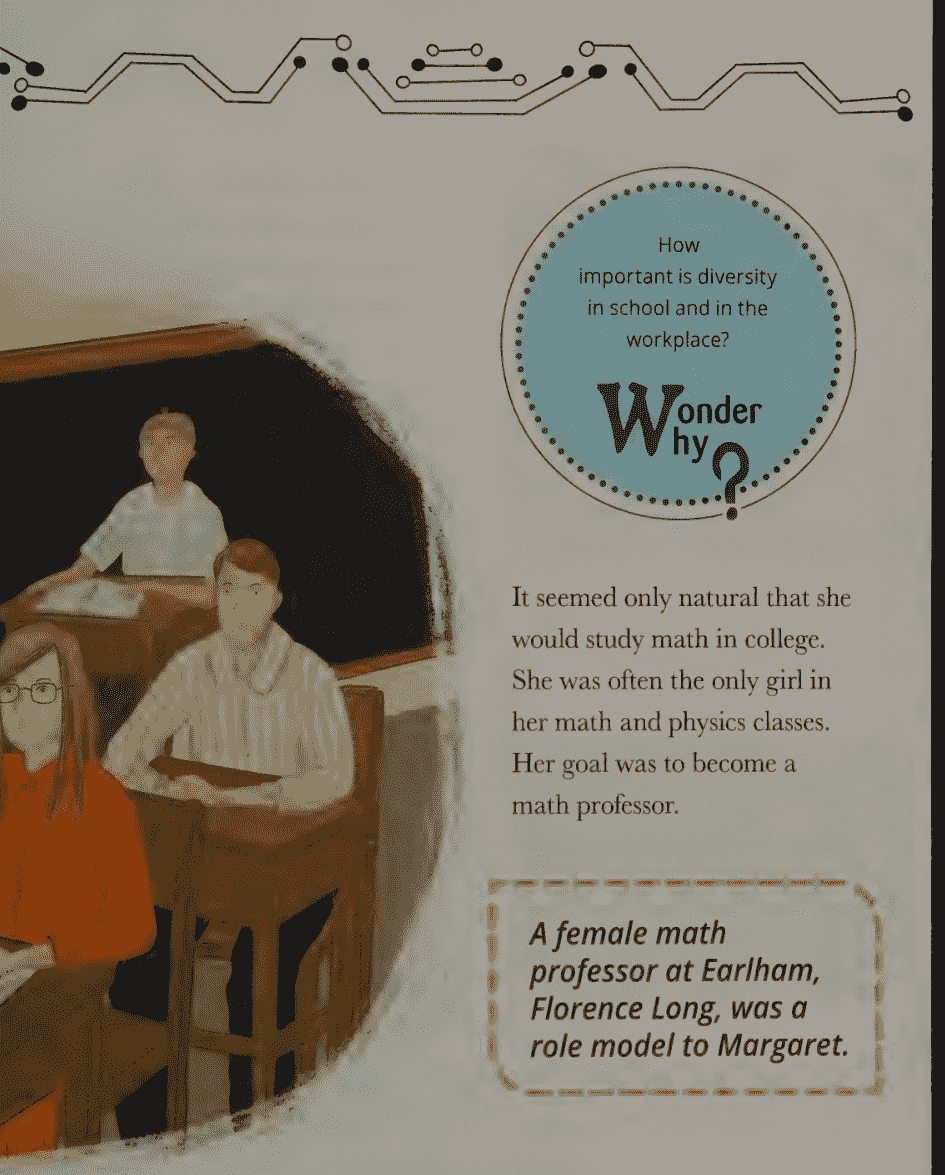 How
important is diversity
in school and in the
workplace?
Wonder
Why?
It seemed only natural that she
would study math in college.
She was often the only girl in
her math and physics classes.
Her goal was to become a
math professor.
A female math
professor at Earlham,
Florence Long, was a
role model to Margaret.